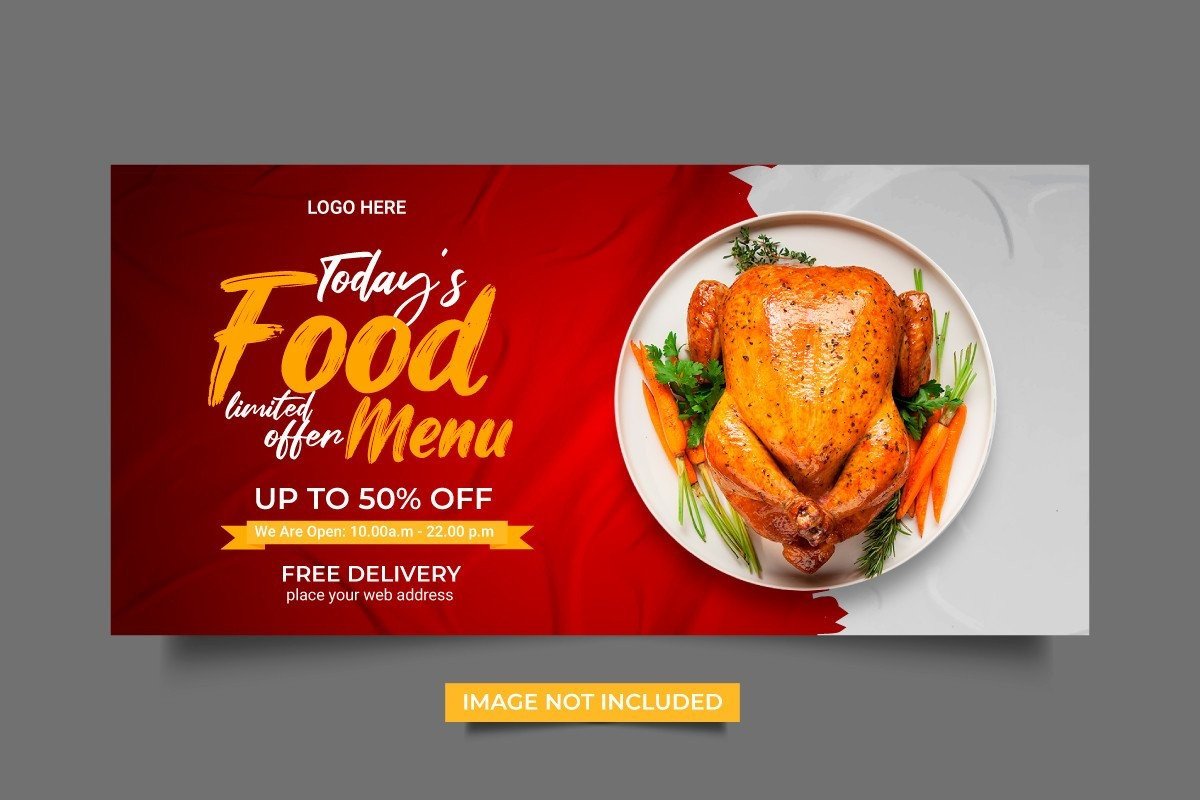 LOGO HERE
Today's
Food
limited
offer Menu
UP TO 50% OFF
We Are Open: 10.00a.m - 22.00 p.m
FREE DELIVERY
place your web address
IMAGE NOT INCLUDED